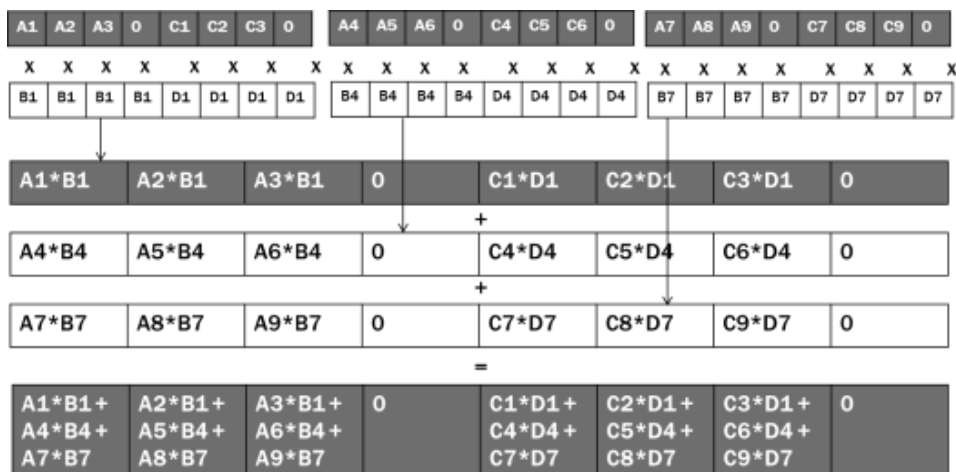 A1 A2 A3 0 C1 C2 C3 0 A4 A5 A6 0 C4 C5 C6 0 A7 A8 A9 0 C7 C8 C9 0
X X X X X X X X X X X X X X X X X X X X X X X X
B1 B1 B1 B1 D1 D1 D1 D1 B4 B4 B4 B4 D4 D4 D4 D4 B7 B7 B7 B7 D7 D7 D7 D7
A1*B1 A2*B1 A3*B1 0 C1*D1 C2*D1 C3*D1 0
+
A4*B4 A5*B4 A6*B4 0 C4*D4 C5*D4 C6*D4 0
+
A7*B7 A8*B7 A9*B7 0 C7*D7 C8*D7 C9*D7 0
=
A1*B1+ A2*B1+ A3*B1+ 0 C1*D1+ C2*D1+ C3*D1+ 0
A4*B4+ A5*B4+ A6*B4+ C4*D4+ C5*D4+ C6*D4+
A7*B7 A8*B7 A9*B7 C7*D7 C8*D7 C9*D7